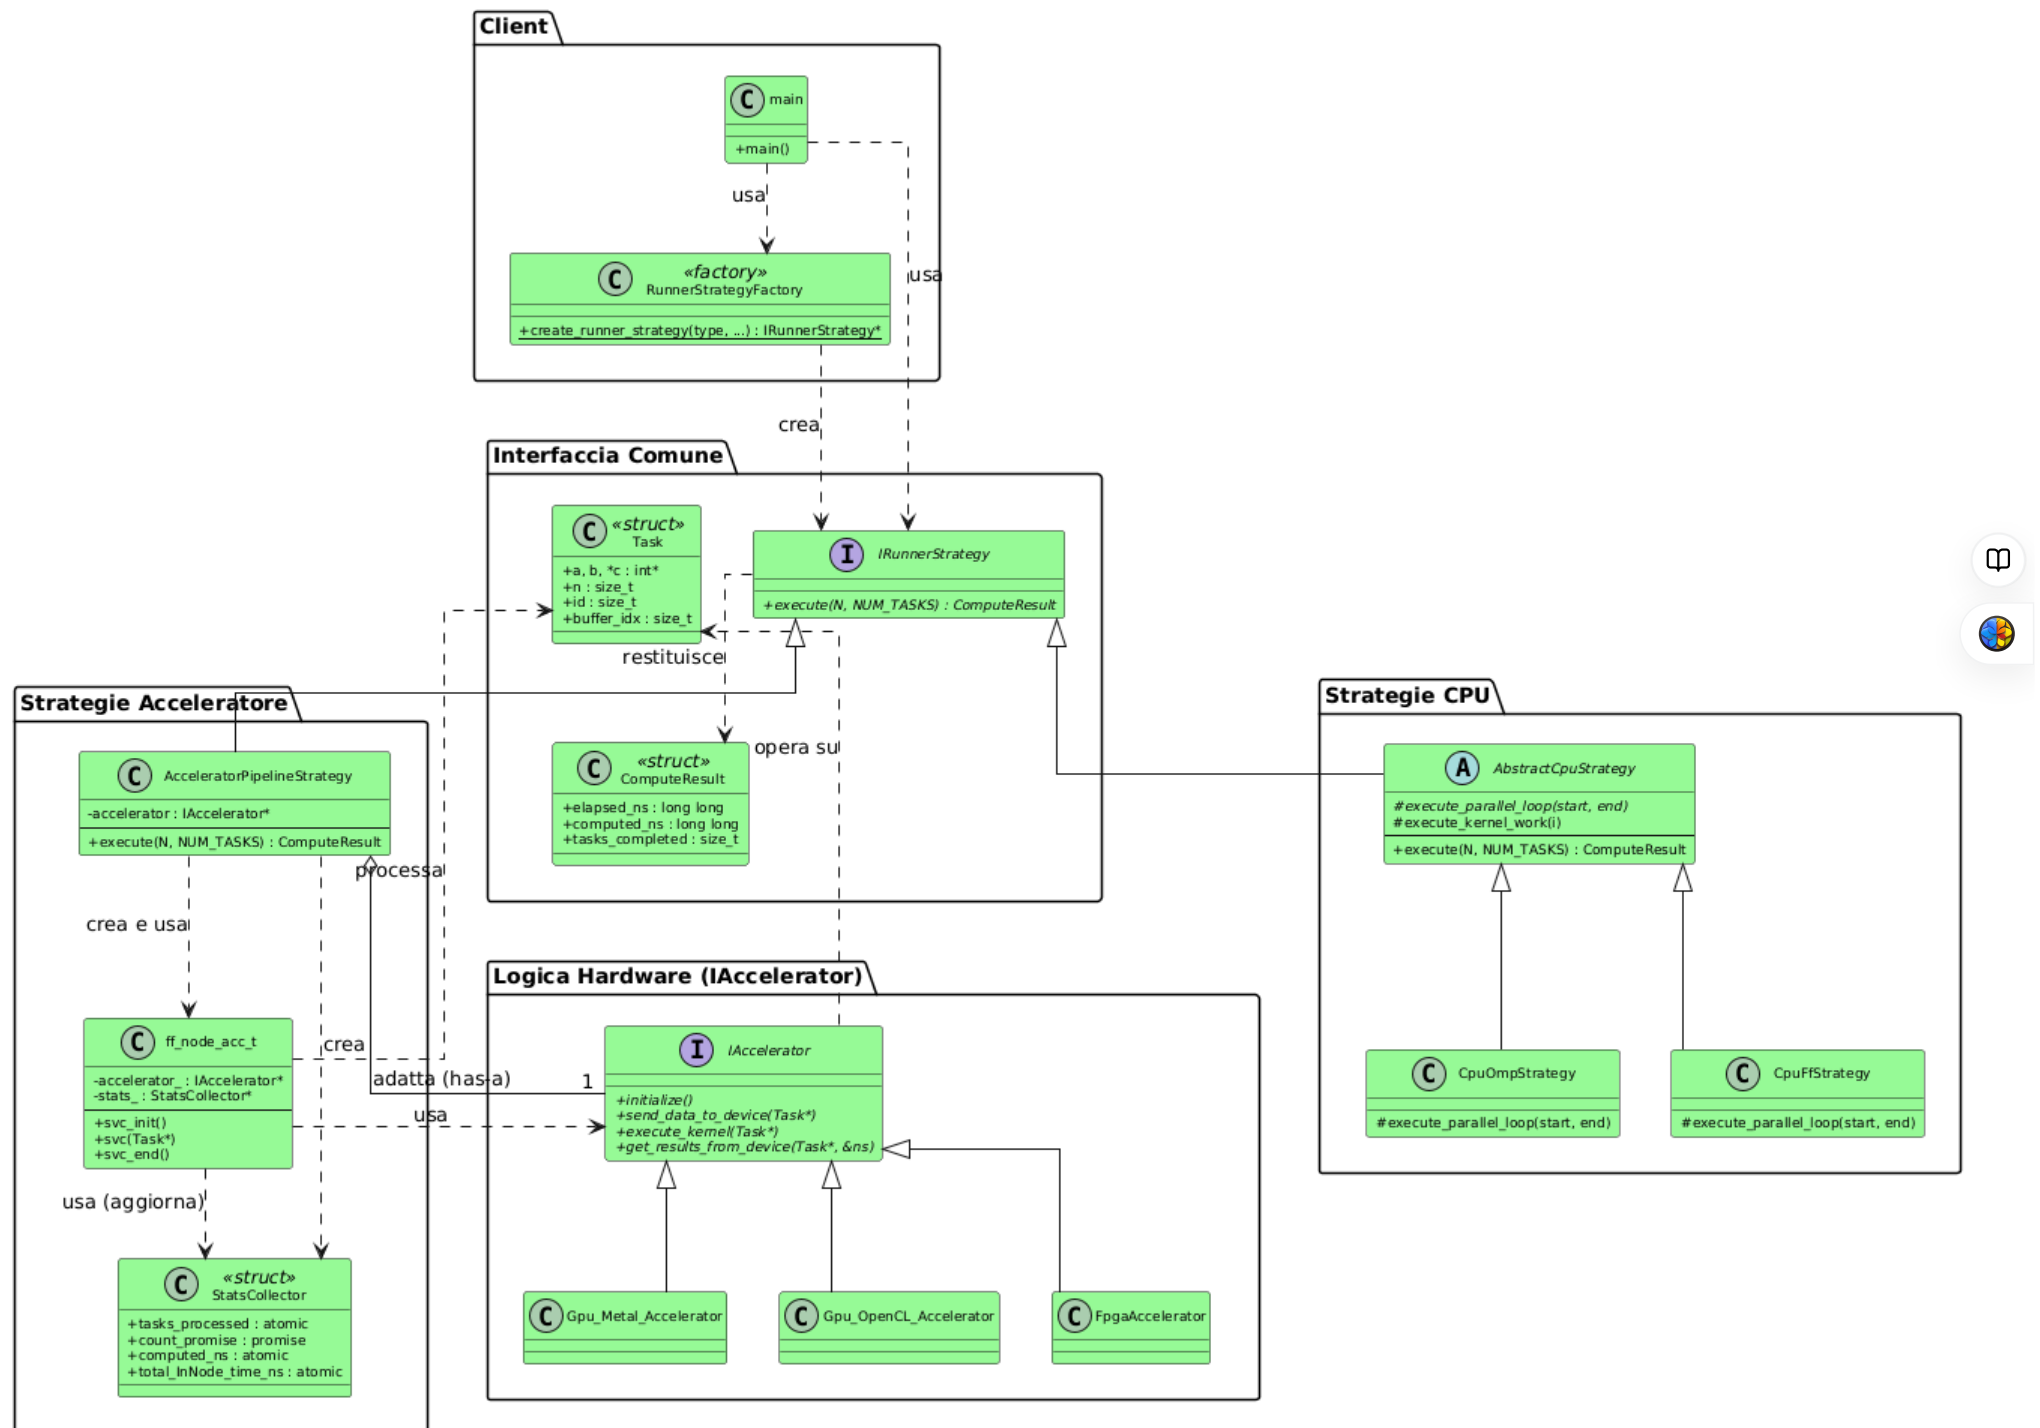 Client
C main
+main()
usa
usa
«factory»
C RunnerStrategyFactory
+create_runner_strategy(type, ...) : IRunnerStrategy*
crea
Interfaccia Comune
«struct»
C Task
+a, b, *c : int*
+n : size_t
+id : size_t
+buffer_idx : size_t
I IRunnerStrategy
+execute(N, NUM_TASKS) : ComputeResult
restituisce
opera su
«struct»
C ComputeResult
+elapsed_ns : long long
+computed_ns : long long
+tasks_completed : size_t
Strategie Acceleratore
C AcceleratorPipelineStrategy
-accelerator : IAccelerator*
+execute(N, NUM_TASKS) : ComputeResult
processa
crea e usa
C ff_node_acc_t
-accelerator_ : IAccelerator*
-stats_ : StatsCollector*
+svc_init()
+svc(Task*)
+svc_end()
crea
adatta (has-a)
1
usa
usa (aggiorna)
«struct»
C StatsCollector
+tasks_processed : atomic
+count_promise : promise
+computed_ns : atomic
+total_InNode_time_ns : atomic
Logica Hardware (IAccelerator)
I IAccelerator
+initialize()
+send_data_to_device(Task*)
+execute_kernel(Task*)
+get_results_from_device(Task*, &ns)
C Gpu_Metal_Accelerator
C Gpu_OpenCL_Accelerator
C FpgaAccelerator
Strategie CPU
A AbstractCpuStrategy
#execute_parallel_loop(start, end)
#execute_kernel_work(i)
+execute(N, NUM_TASKS) : ComputeResult
C CpuOmpStrategy
#execute_parallel_loop(start, end)
C CpuFfStrategy
#execute_parallel_loop(start, end)